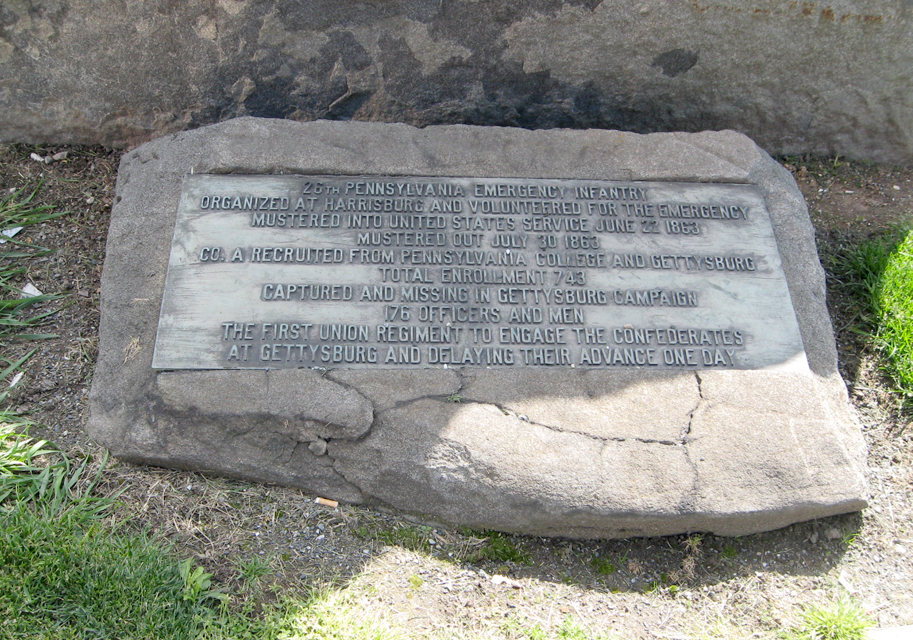 26TH PENNSYLVANIA EMERGENCY INFANTRY
ORGANIZED AT HARRISBURG AND VOLUNTERRED FOR THE EMERGENCY
MUSTERED INTO UNITED STATES SERVICE JUNE 22 1863
MUSTERED OUT JULY 30 1863
CO. A RECRUITED FROM PENNSYLVANIA COLLEGE AND GETTYSBURG
TOTAL ENROLLMENT 743
CAPTURED AND MISSING IN GETTYSBURG CAMPAIGN
176 OFFICERS AND MEN
THE FIRST UNION REGIMENT TO ENGAGE THE CONFEDERATES
AT GETTYSBURG AND DELAYING THEIR ADVANCE ONE DAY